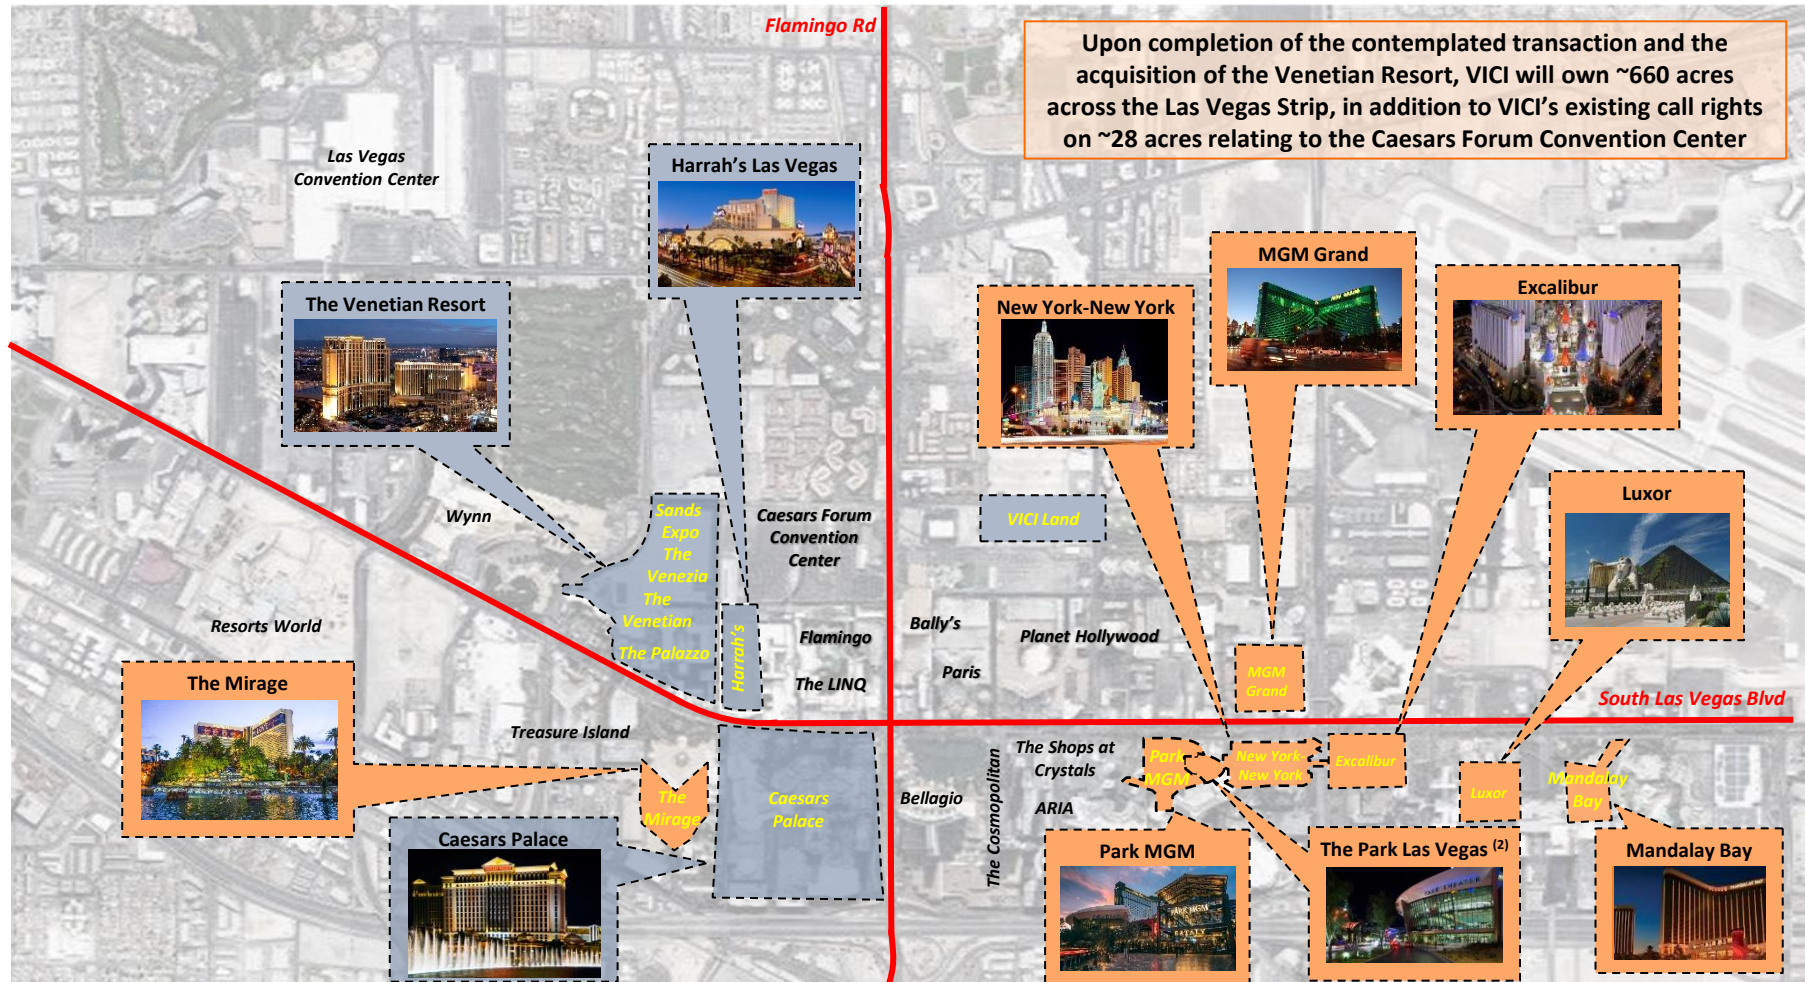 Flamingo Rd
Upon completion of the contemplated transaction and the
acquisition of the Venetian Resort, VICI will own ~660 acres
across the Las Vegas Strip, in addition to VICI's existing call rights
on ~28 acres relating to the Caesars Forum Convention Center
Las Vegas
Convention Center
Harrah's Las Vegas
The Venetian Resort
New York-New York
MGM Grand
Excalibur
Luxor
Wynn
Sands
Expo
The
Venezia
The
Venetian
The Palazzo
Harrah's
Caesars Forum
Convention
Center
VICI Land
Resorts World
Flamingo
The LINQ
Bally's
Paris
Planet Hollywood
MGM
Grand
South Las Vegas Blvd
The Mirage
Treasure Island
The
Mirage
Caesars
Palace
Bellagio
The Cosmopolitan
The Shops at
Crystals
ARIA
Park
MGM
New York-
New York
Excalibur
Luxor
Mandalay
Bay
Caesars Palace
Park MGM
PARK MGM
EATALY
The Park Las Vegas (2)
PARK THEATER
Mandalay Bay